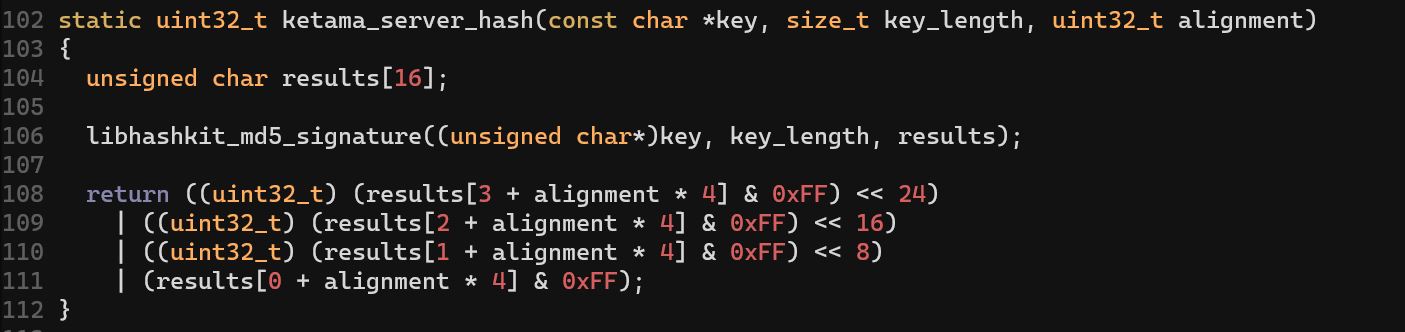 102 static uint32_t ketama_server_hash(const char *key, size_t key_length, uint32_t alignment)
103 {
104   unsigned char results[16];
105
106   libhashkit_md5_signature((unsigned char*)key, key_length, results);
107
108   return ((uint32_t) (results[3 + alignment * 4] & 0xFF) << 24)
109     | ((uint32_t) (results[2 + alignment * 4] & 0xFF) << 16)
110     | ((uint32_t) (results[1 + alignment * 4] & 0xFF) << 8)
111     | (results[0 + alignment * 4] & 0xFF);
112 }